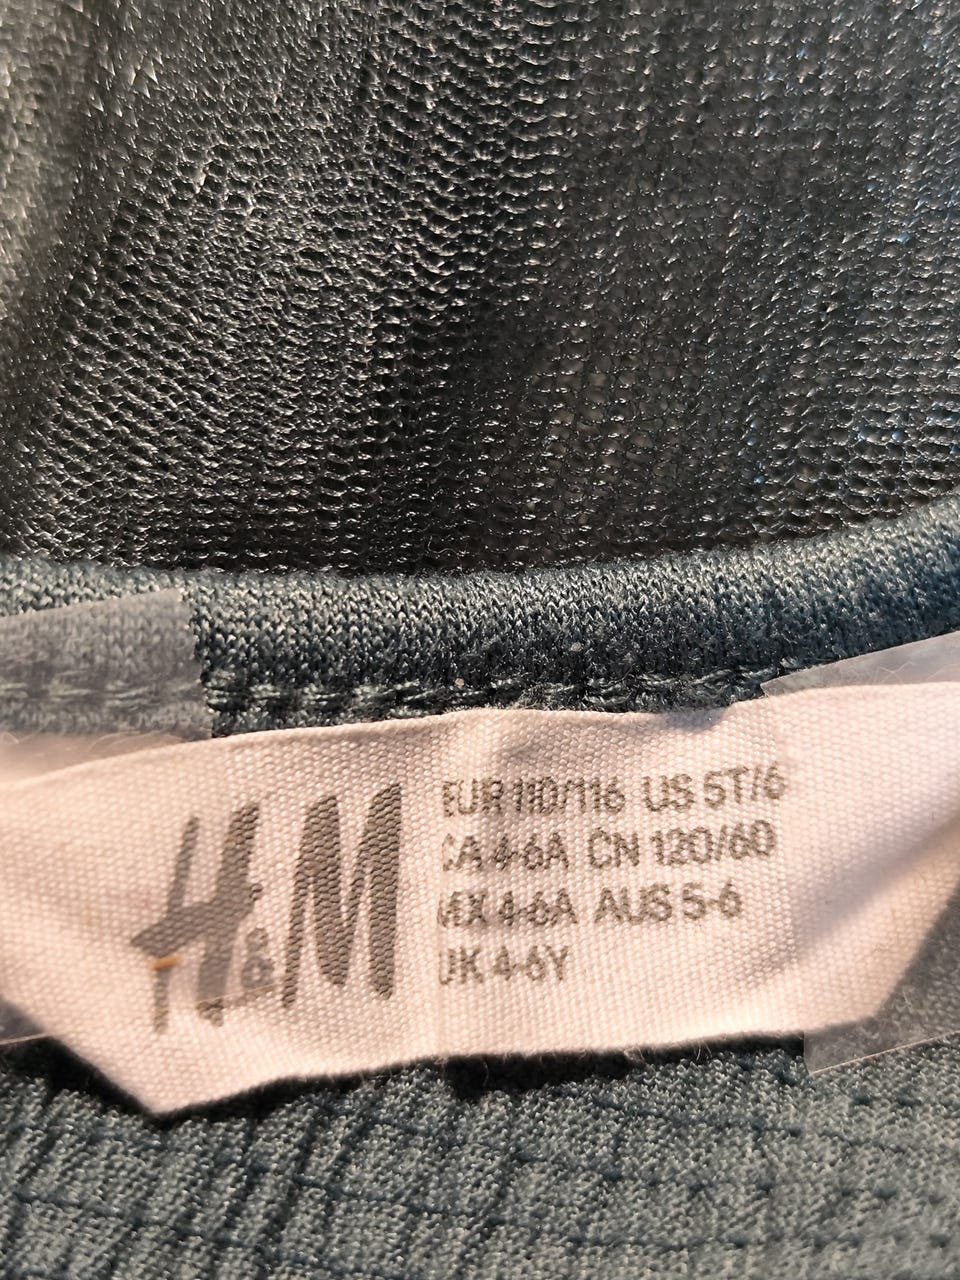 H&M
EUR 110/116 US 5T/6
CA 4-6A CN 120/60
MX 4-6A AUS 5-6
UK 4-6Y